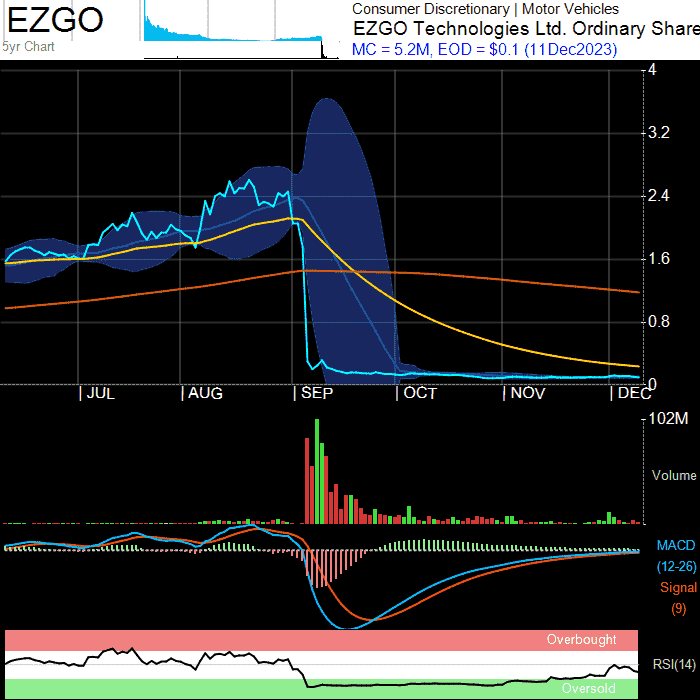 EZGO
5yr Chart
Consumer Discretionary | Motor Vehicles
EZGO Technologies Ltd. Ordinary Share
MC = 5.2M, EOD = $0.1 (11Dec2023)
4
3.2
2.4
1.6
0.8
0
| JUL | AUG | SEP | OCT | NOV | DEC
102M
Volume
MACD
(12-26)
Signal
(9)
Overbought
RSI(14)
Oversold